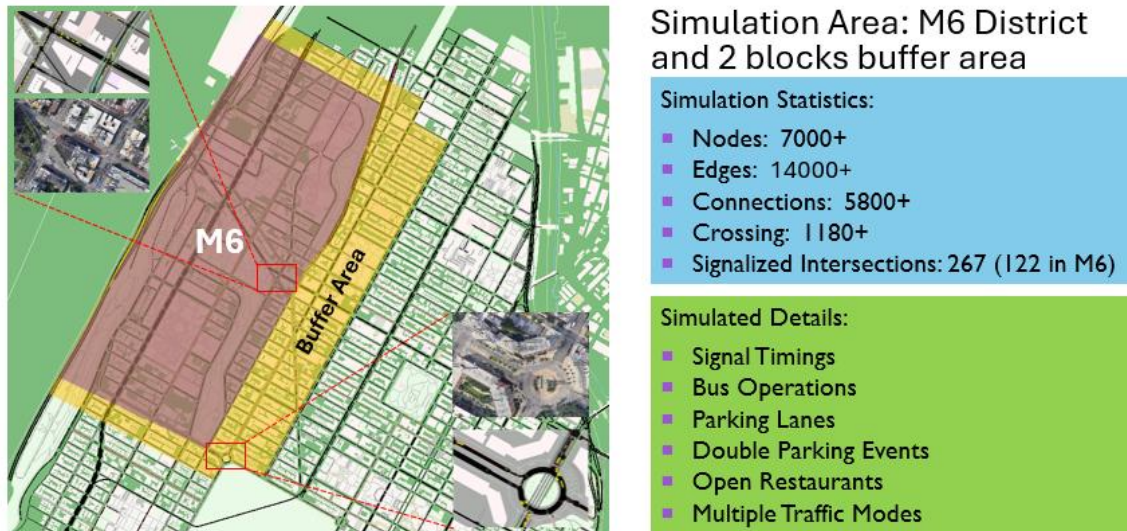 M6
Buffer Area
Simulation Area: M6 District
and 2 blocks buffer area
Simulation Statistics:
Nodes: 7000+
Edges: 14000+
Connections: 5800+
Crossing: 1180+
Signalized Intersections: 267 (122 in M6)
Simulated Details:
Signal Timings
Bus Operations
Parking Lanes
Double Parking Events
Open Restaurants
Multiple Traffic Modes